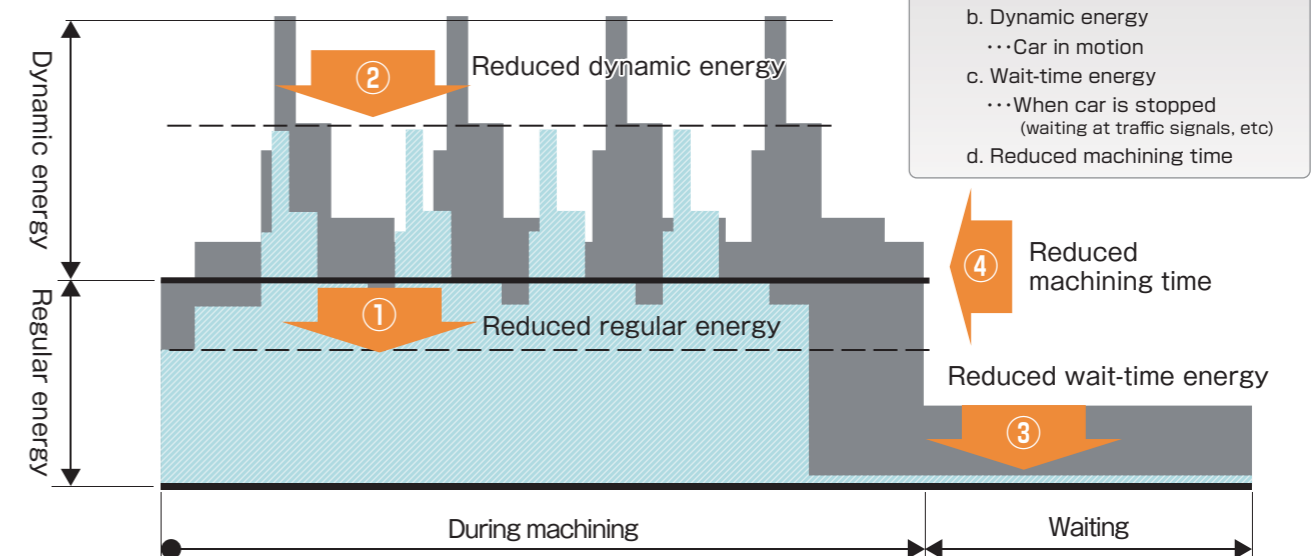 b. Dynamic energy
···Car in motion
c. Wait-time energy
···When car is stopped
(waiting at traffic signals, etc)
d. Reduced machining time
Dynamic energy
②
Reduced dynamic energy
④
Reduced
machining time
Regular energy
①
Reduced regular energy
Reduced wait-time energy
③
During machining
Waiting